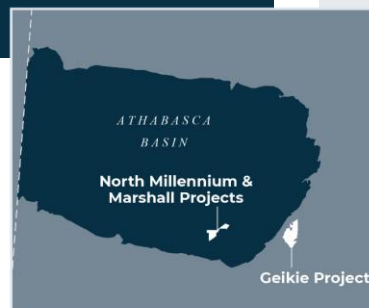 ATHABASCA
BASIN
North Millennium &
Marshall Projects
Geikie Project